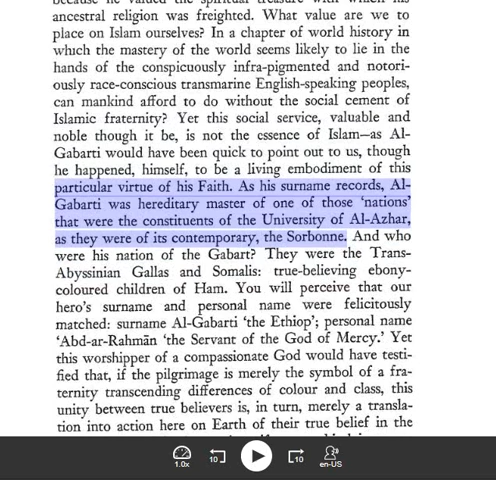 because he valued the spiritual treasure with which his
ancestral religion was freighted. What value are we to
place on Islam ourselves? In a chapter of world history in
which the mastery of the world seems likely to lie in the
hands of the conspicuously infra-pigmented and notori-
ously race-conscious transmarine English-speaking peoples,
can mankind afford to do without the social cement of
Islamic fraternity? Yet this social service, valuable and
noble though it be, is not the essence of Islam—as Al-
Gabarti would have been quick to point out to us, though
he happened, himself, to be a living embodiment of this
particular virtue of his Faith. As his surname records, Al-
Gabarti was hereditary master of one of those 'nations'
that were the constituents of the University of Al-Azhar,
as they were of its contemporary, the Sorbonne. And who
were his nation of the Gabart? They were the Trans-
Abyssinian Gallas and Somalis: true-believing ebony-
coloured children of Ham. You will perceive that our
hero's surname and personal name were felicitously
matched: surname Al-Gabarti 'the Ethiop'; personal name
'Abd-ar-Rahmān 'the Servant of the God of Mercy.' Yet
this worshipper of a compassionate God would have testi-
fied that, if the pilgrimage is merely the symbol of a fra-
ternity transcending differences of colour and class, this
unity between true believers is, in turn, merely a transla-
tion into action here on Earth of their true belief in the
1.0x
10
10
en-US